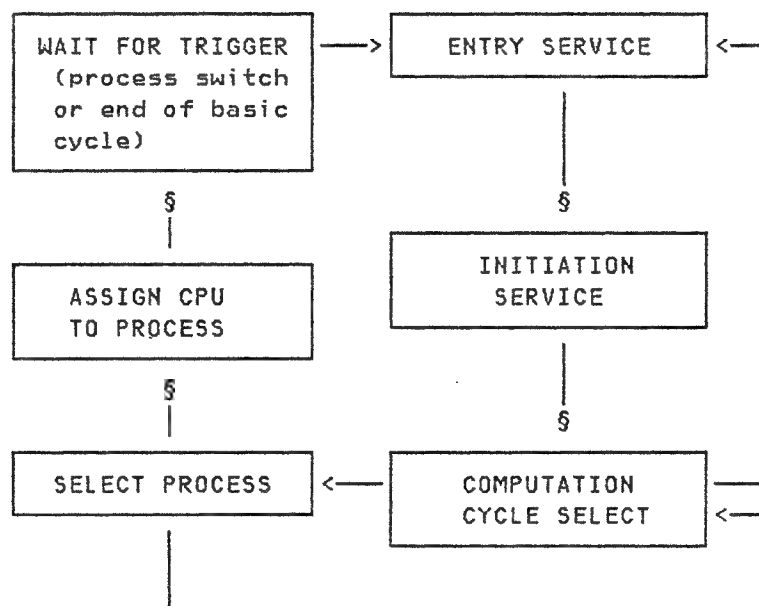 WAIT FOR TRIGGER
(process switch
or end of basic
cycle)
ENTRY SERVICE
§
§
ASSIGN CPU
TO PROCESS
INITIATION
SERVICE
§
§
SELECT PROCESS
COMPUTATION
CYCLE SELECT